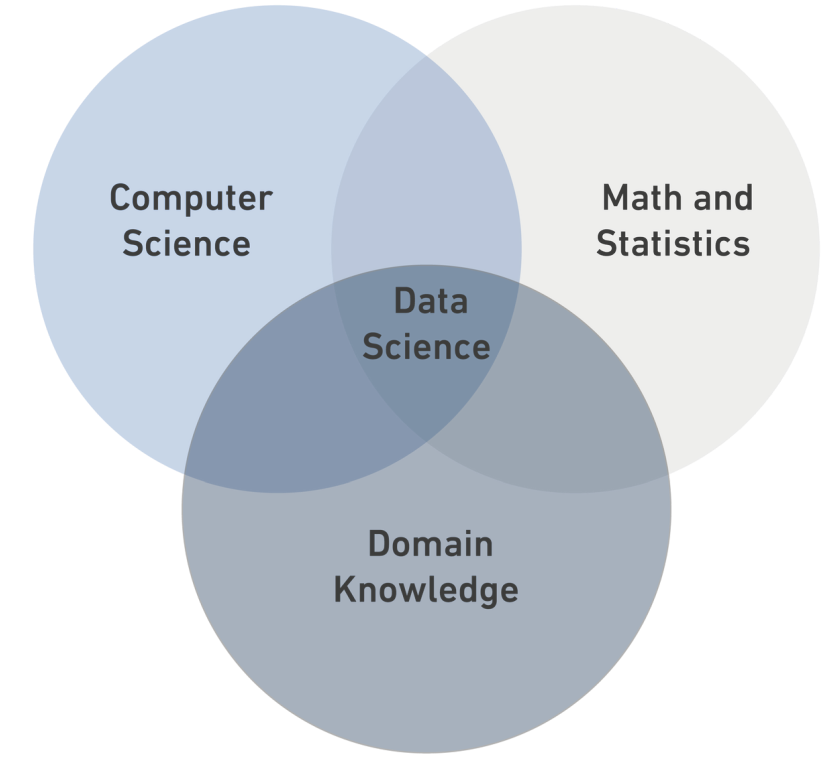 Computer
Science
Math and
Statistics
Data
Science
Domain
Knowledge